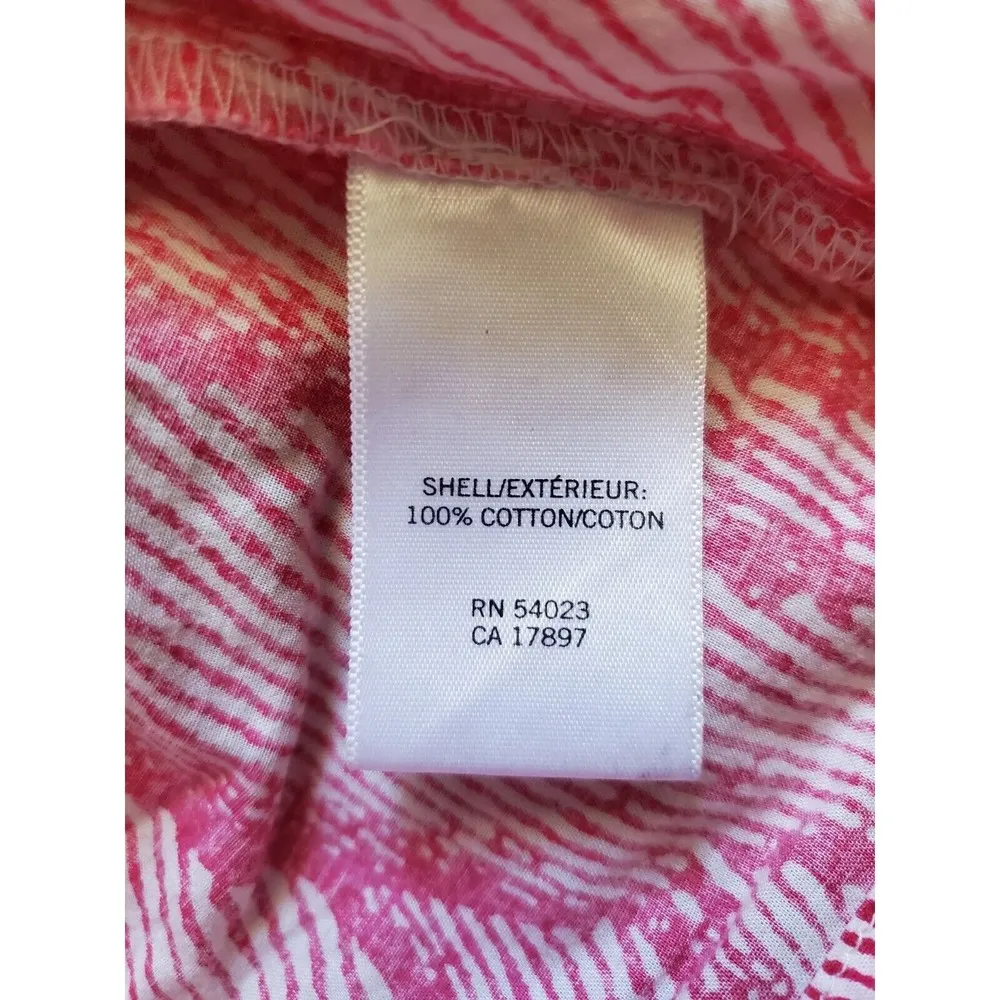 SHELL/EXTÉRIEUR:
100% COTTON/COTON
RN 54023
CA 17897